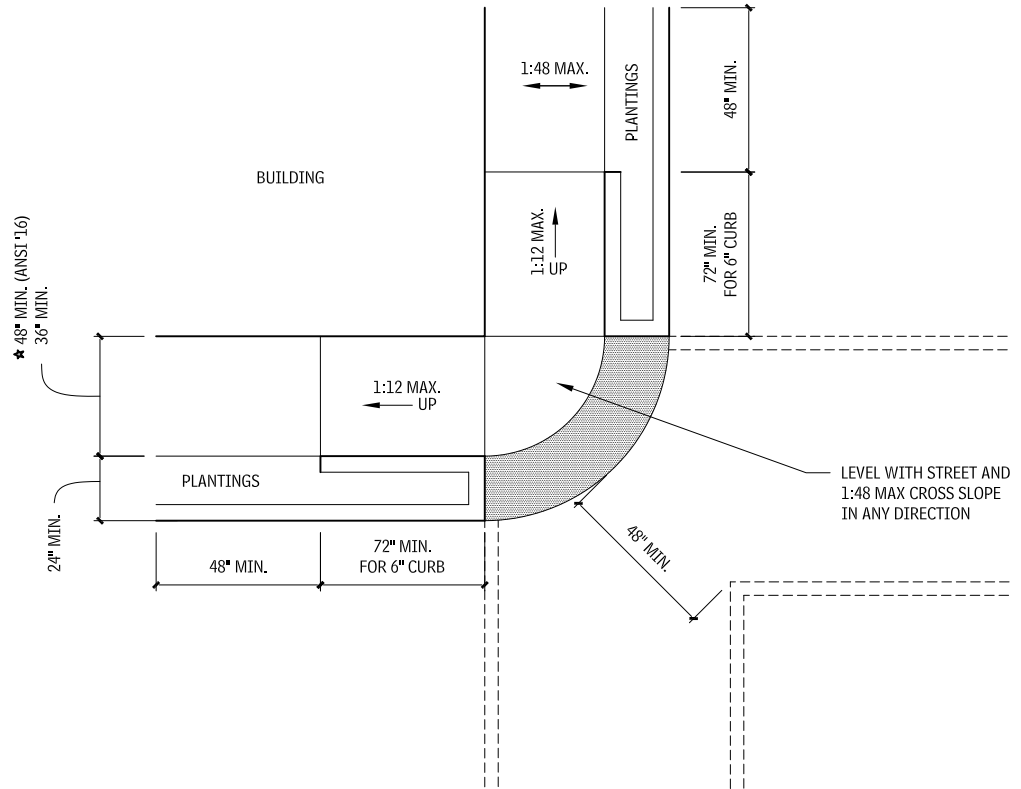 1:48 MAX.
PLANTINGS
48" MIN.
BUILDING
1:12 MAX.
UP
72" MIN.
FOR 6" CURB
★ 48" MIN. (ANSI '16)
36" MIN.
1:12 MAX.
UP
PLANTINGS
24" MIN.
48" MIN.
72" MIN.
FOR 6" CURB
48" MIN.
LEVEL WITH STREET AND
1:48 MAX CROSS SLOPE
IN ANY DIRECTION